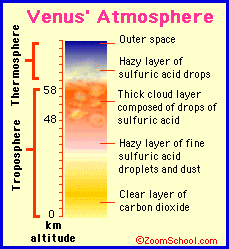 Venus' Atmosphere
Thermosphere
Troposphere
58
48
0
km
altitude
Outer space
Hazy layer of
sulfuric acid drops
Thick cloud layer
composed of drops of
sulfuric acid
Hazy layer of fine
sulfuric acid
droplets and dust
Clear layer of
carbon dioxide
©ZoomSchool.com